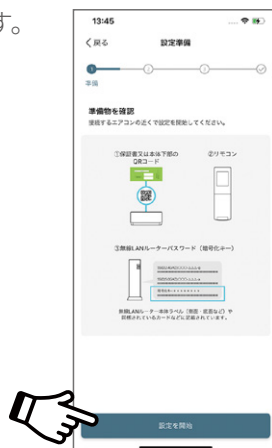 す。
13:45
戻る
設定準備
準備
準備物を確認
接続するエアコンの近くで設定を開始してください。
①保証書又は本体下部の
QRコード
②リモコン
③無線LANルーターパスワード（暗号化キー）
無線LANルーター本体ラベル（側面・底面など）や
同梱されているカードなどに記載されています。
設定を開始